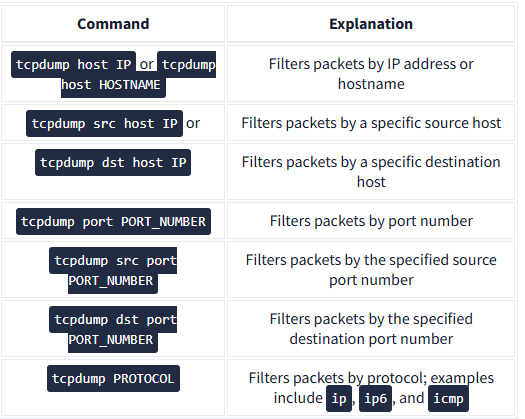 Command Explanation
tcpdump host IP or tcpdump Filters packets by IP address or
host HOSTNAME hostname
tcpdump src host IP or Filters packets by a specific source host
tcpdump dst host IP Filters packets by a specific destination
host
tcpdump port PORT_NUMBER Filters packets by port number
tcpdump src port Filters packets by the specified source
PORT_NUMBER port number
tcpdump dst port Filters packets by the specified
PORT_NUMBER destination port number
tcpdump PROTOCOL Filters packets by protocol; examples
include ip, ip6, and icmp